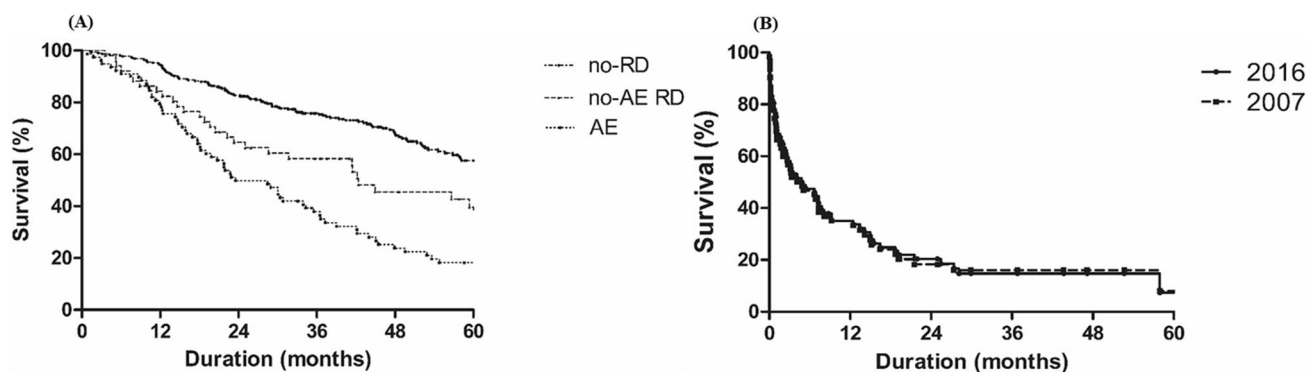 (A)
100
80
60
40
20
0
Survival (%)
0 12 24 36 48 60
Duration (months)
no-RD
no-AE RD
AE
(B)
100
80
60
40
20
0
Survival (%)
0 12 24 36 48 60
Duration (months)
2016
2007